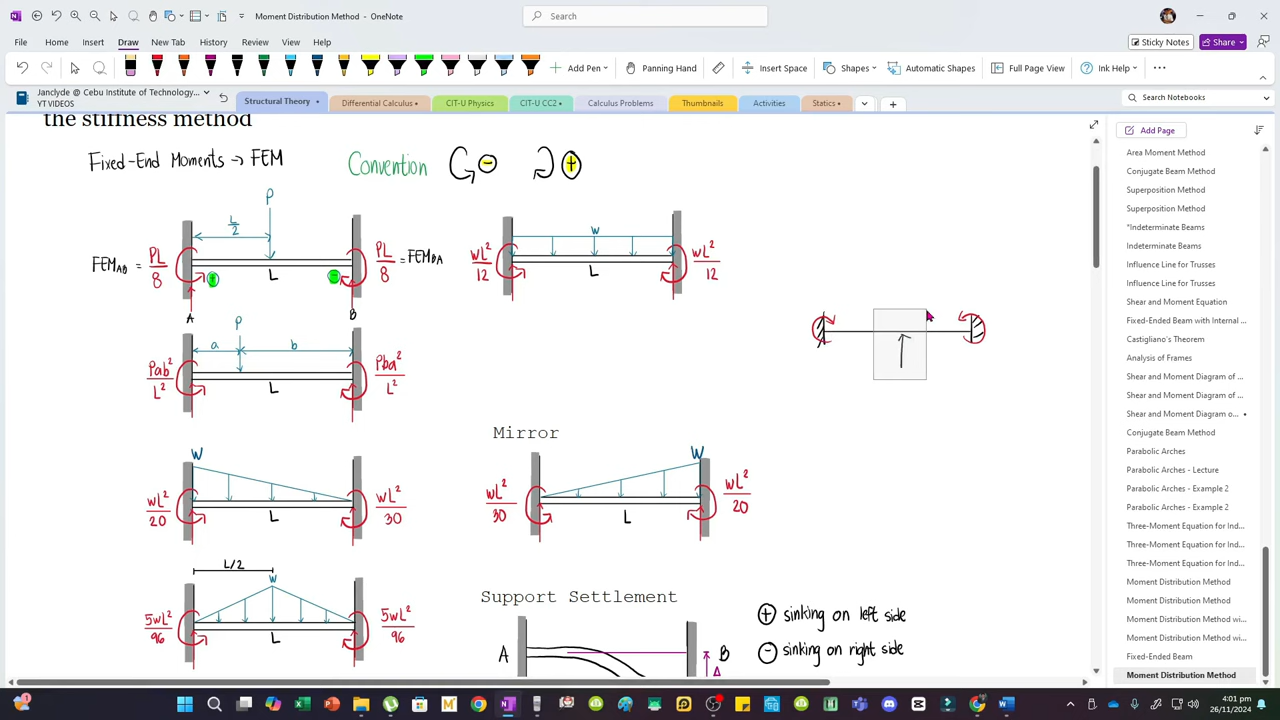 Moment Distribution Method - OneNote
Search
File Home Insert Draw New Tab History Review View Help
Sticky Notes Share
Add Pen Panning Hand Insert Space Shapes Automatic Shapes Full Page View Ink Help
Janclyde @ Cebu Institute of Technology...
YT VIDEOS
Structural Theory Differential Calculus CIT-U Physics CIT-U CC2 Calculus Problems Thumbnails Activities Statics
Search Notebooks
the stiffness method
Add Page
Fixed-End Moments → FEM Convention - +
P
L/2
FEM_AB = PL/8 + - PL/8 = FEM_BA
L
A B
w
wL²/12 wL²/12
L
P
a b
Pab²/L² Pba²/L²
L
Mirror
W
wL²/20 wL²/30
L
W
wL²/30 wL²/20
L
L/2
w
5wL²/96 5wL²/96
L
Support Settlement
+ sinking on left side
A B
- sinking on right side
Δ
Area Moment Method
Conjugate Beam Method
Superposition Method
Superposition Method
*Indeterminate Beams
Indeterminate Beams
Influence Line for Trusses
Influence Line for Trusses
Shear and Moment Equation
Fixed-Ended Beam with Internal ...
Castigliano's Theorem
Analysis of Frames
Shear and Moment Diagram of ...
Shear and Moment Diagram of ...
Shear and Moment Diagram o...
Conjugate Beam Method
Parabolic Arches
Parabolic Arches - Lecture
Parabolic Arches - Example 2
Parabolic Arches - Example 2
Three-Moment Equation for Ind...
Three-Moment Equation for Ind...
Three-Moment Equation for Ind...
Moment Distribution Method
Moment Distribution Method
Moment Distribution Method wi...
Moment Distribution Method wi...
Fixed-Ended Beam
Moment Distribution Method
4:01 pm
26/11/2024